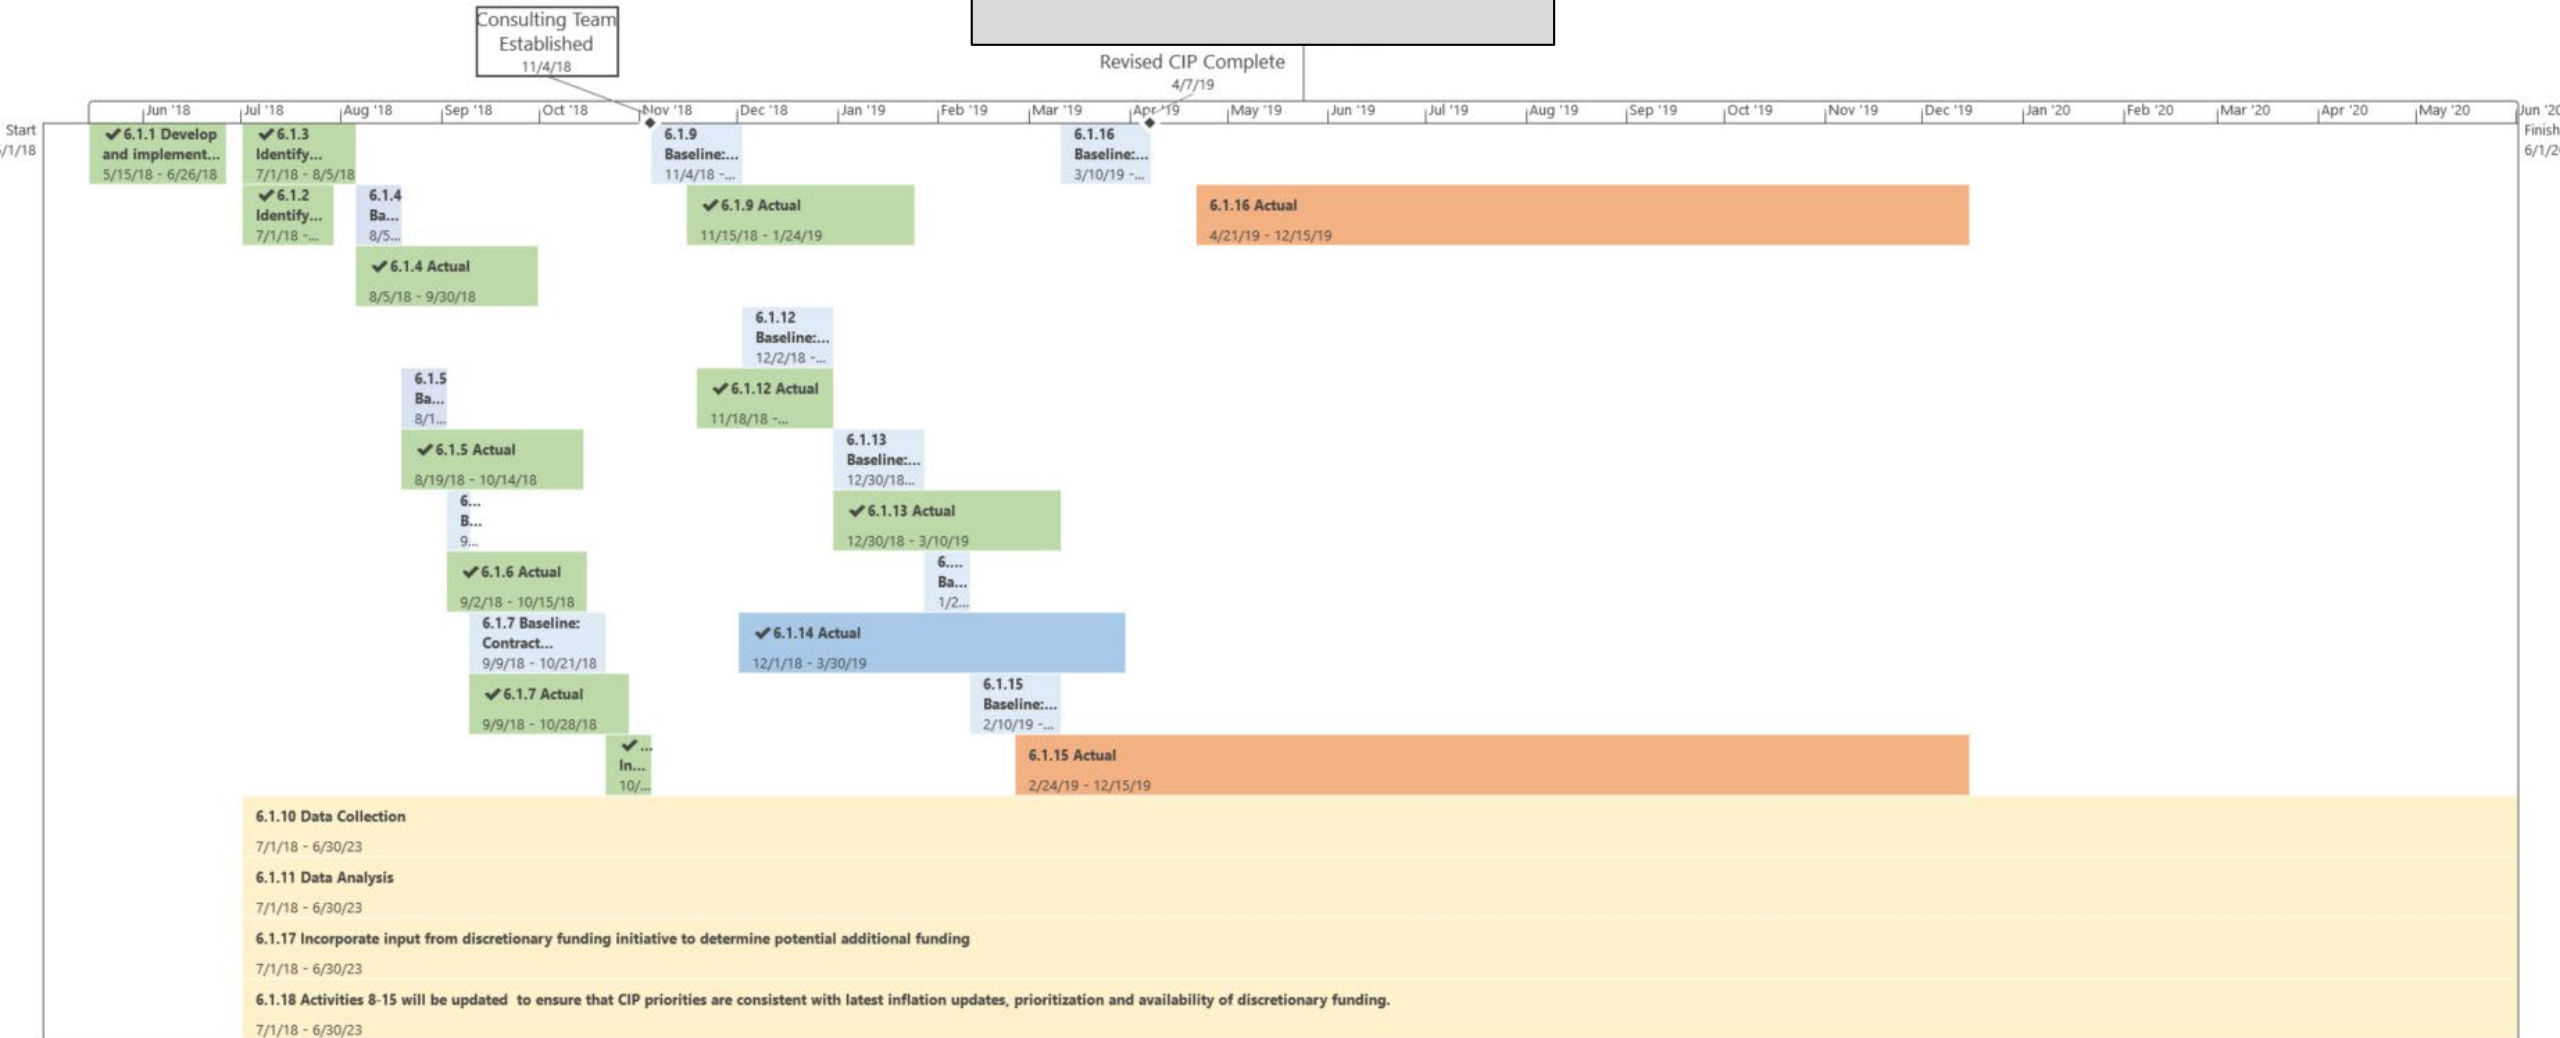 Consulting Team
Established
11/4/18
Revised CIP Complete
4/7/19
Jun '18 Jul '18 Aug '18 Sep '18 Oct '18 Nov '18 Dec '18 Jan '19 Feb '19 Mar '19 Apr '19 May '19 Jun '19 Jul '19 Aug '19 Sep '19 Oct '19 Nov '19 Dec '19 Jan '20 Feb '20 Mar '20 Apr '20 May '20
Start
/1/18
Finish
✔6.1.1 Develop
and implement...
5/15/18 - 6/26/18
✔6.1.3
Identify...
7/1/18 - 8/5/18
6.1.9
Baseline:...
11/4/18 -...
6.1.16
Baseline:...
3/10/19 -...
✔6.1.2
Identify...
7/1/18 -...
6.1.4
Ba...
8/5...
✔6.1.9 Actual
11/15/18 - 1/24/19
6.1.16 Actual
4/21/19 - 12/15/19
✔6.1.4 Actual
8/5/18 - 9/30/18
6.1.12
Baseline:...
12/2/18 -...
6.1.5
Ba...
8/1...
✔6.1.12 Actual
11/18/18 -...
✔6.1.5 Actual
8/19/18 - 10/14/18
6.1.13
Baseline:...
12/30/18...
6...
B...
9...
✔6.1.13 Actual
12/30/18 - 3/10/19
✔6.1.6 Actual
9/2/18 - 10/15/18
6....
Ba...
1/2...
6.1.7 Baseline:
Contract...
9/9/18 - 10/21/18
✔6.1.14 Actual
12/1/18 - 3/30/19
✔6.1.7 Actual
9/9/18 - 10/28/18
6.1.15
Baseline:...
2/10/19 -...
✔...
In...
10/...
6.1.15 Actual
2/24/19 - 12/15/19
6.1.10 Data Collection
7/1/18 - 6/30/23
6.1.11 Data Analysis
7/1/18 - 6/30/23
6.1.17 Incorporate input from discretionary funding initiative to determine potential additional funding
7/1/18 - 6/30/23
6.1.18 Activities 8-15 will be updated  to ensure that CIP priorities are consistent with latest inflation updates, prioritization and availability of discretionary funding.
7/1/18 - 6/30/23